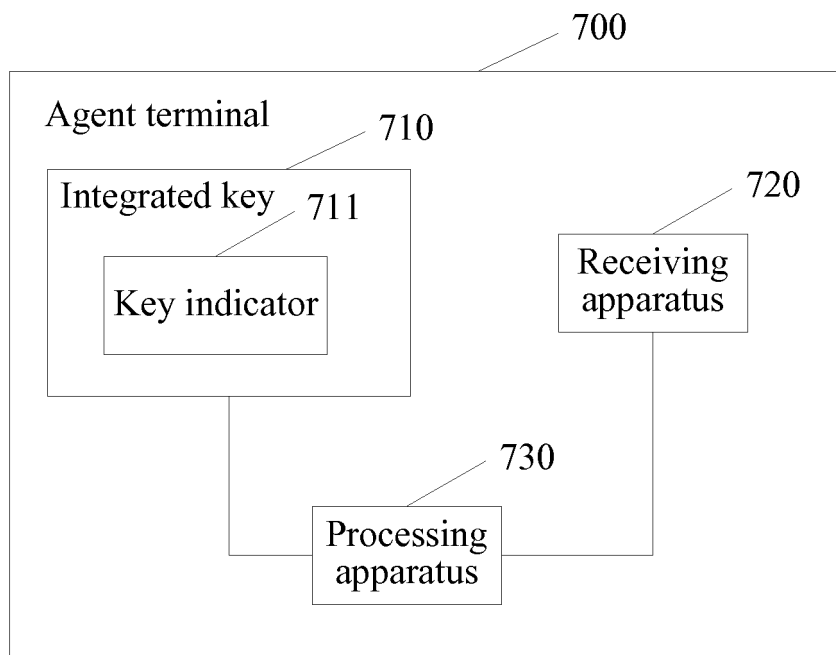 700
Agent terminal
710
Integrated key
711
Key indicator
720
Receiving
apparatus
730
Processing
apparatus